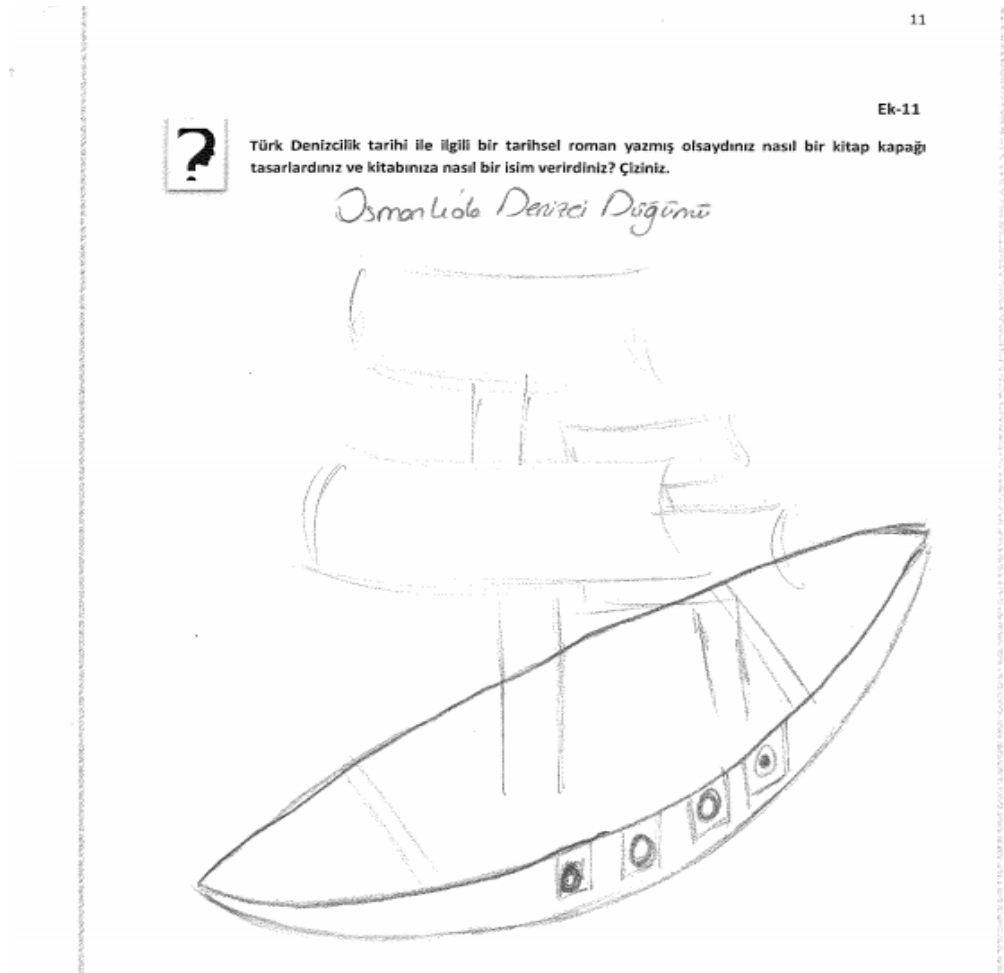 11
Ek-11
?
Türk Denizcilik tarihi ile ilgili bir tarihsel roman yazmış olsaydınız nasıl bir kitap kapağı
tasarlardınız ve kitabınıza nasıl bir isim verirdiniz? Çiziniz.
Osmanlıda Denizci Düğümü